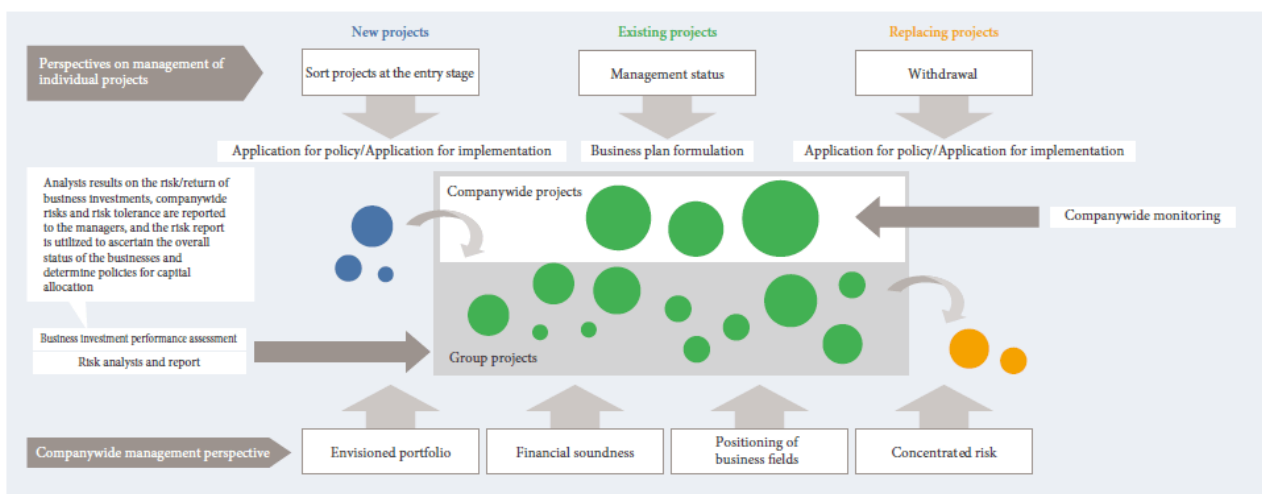 New projects
Existing projects
Replacing projects
Perspectives on management of
individual projects
Sort projects at the entry stage
Management status
Withdrawal
Application for policy/Application for implementation
Business plan formulation
Application for policy/Application for implementation
Analysis results on the risk/return of
business investments, companywide
risks and risk tolerance are reported
to the managers, and the risk report
is utilized to ascertain the overall
status of the businesses and
determine policies for capital
allocation
Companywide projects
Companywide monitoring
Business investment performance assessment
Risk analysis and report
Group projects
Companywide management perspective
Envisioned portfolio
Financial soundness
Positioning of
business fields
Concentrated risk